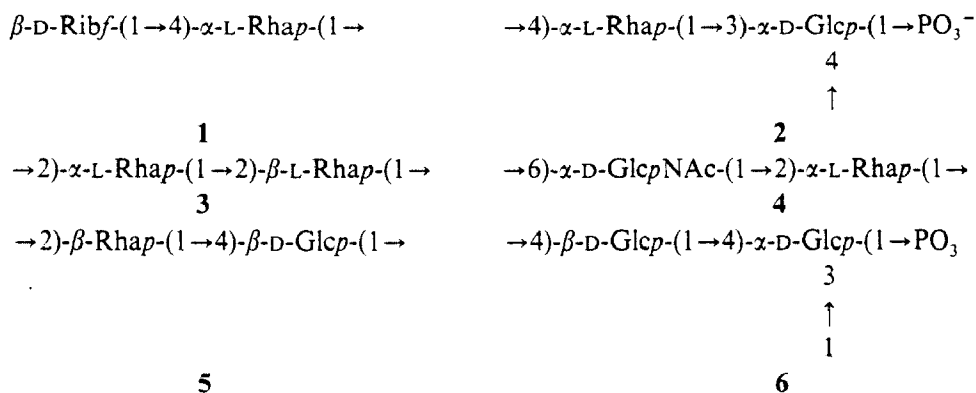 β-D-Ribf-(1→4)-α-L-Rhap-(1→ →4)-α-L-Rhap-(1→3)-α-D-Glcp-(1→PO₃⁻
4
↑
1 2
→2)-α-L-Rhap-(1→2)-β-L-Rhap-(1→ →6)-α-D-GlcpNAc-(1→2)-α-L-Rhap-(1→
3 4
→2)-β-Rhap-(1→4)-β-D-Glcp-(1→ →4)-β-D-Glcp-(1→4)-α-D-Glcp-(1→PO₃
3
↑
1
5 6